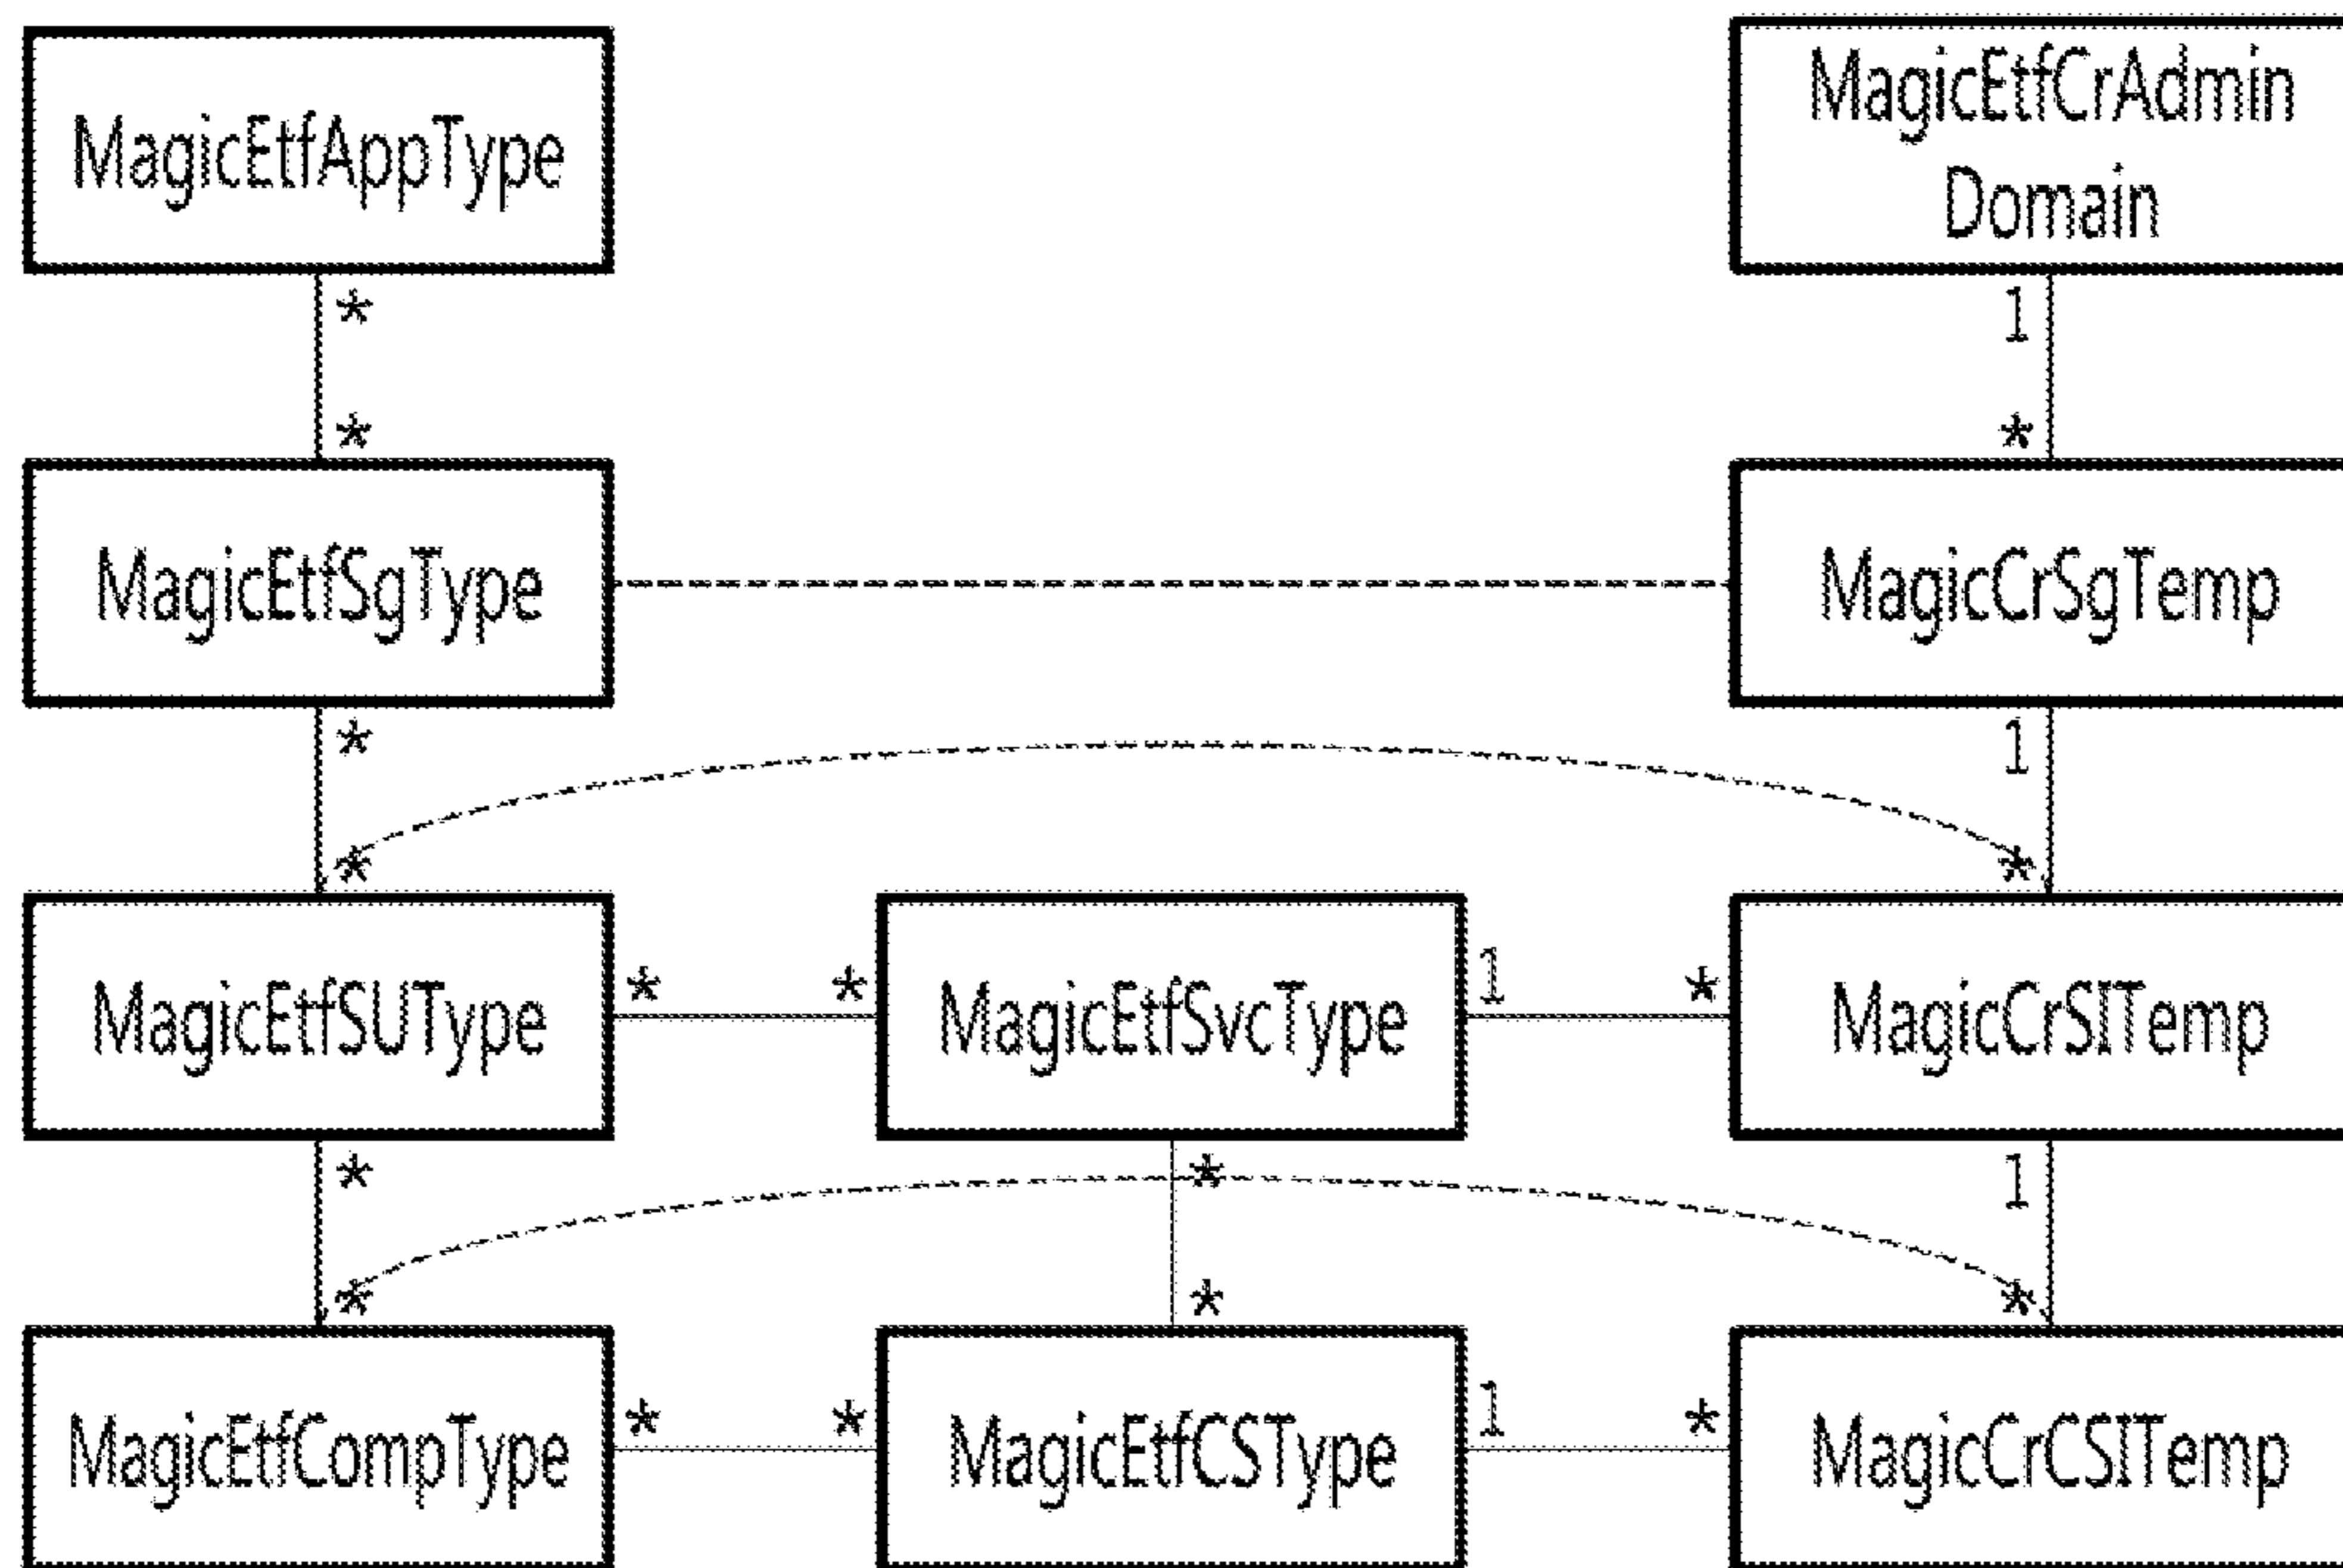 MagicEtfAppType
MagicEtfCrAdmin
Domain
*
1
*
*
MagicEtfSgType
MagicCrSgTemp
*
1
*
*
MagicEtfSUType
* *
MagicEtfSvcType
1 *
MagicCrSITemp
*
*
1
*
*
*
MagicEtfCompType
* *
MagicEtfCSType
1 *
MagicCrCSITemp